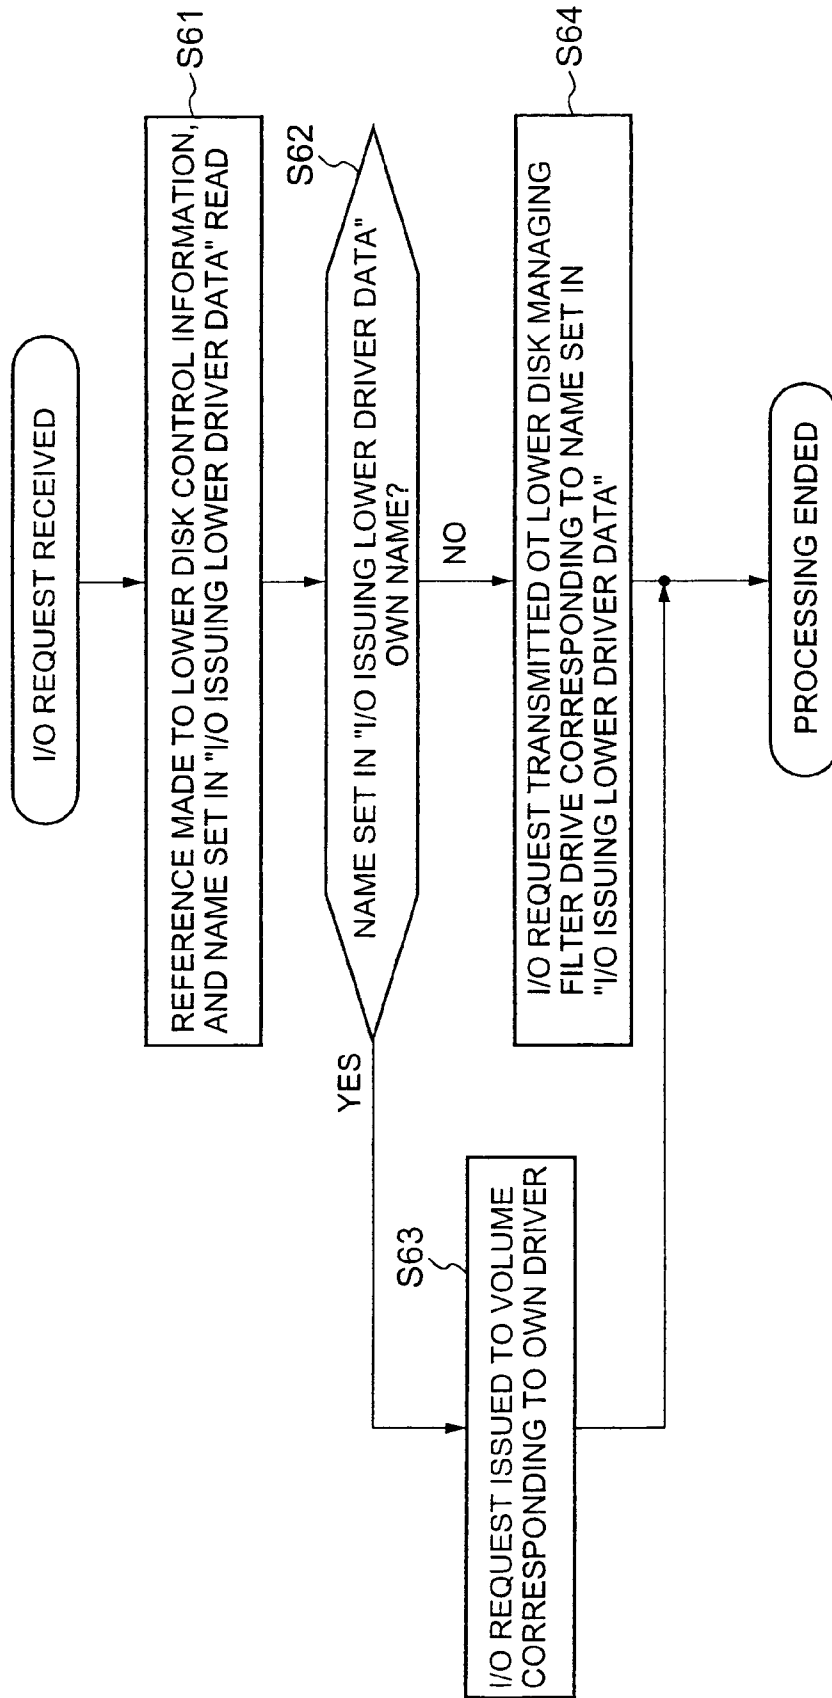 I/O REQUEST RECEIVED
S61
REFERENCE MADE TO LOWER DISK CONTROL INFORMATION,
AND NAME SET IN "I/O ISSUING LOWER DRIVER DATA" READ
S62
NAME SET IN "I/O ISSUING LOWER DRIVER DATA"
OWN NAME?
YES
NO
S63
I/O REQUEST ISSUED TO VOLUME
CORRESPONDING TO OWN DRIVER
S64
I/O REQUEST TRANSMITTED OT LOWER DISK MANAGING
FILTER DRIVE CORRESPONDING TO NAME SET IN
"I/O ISSUING LOWER DRIVER DATA"
PROCESSING ENDED